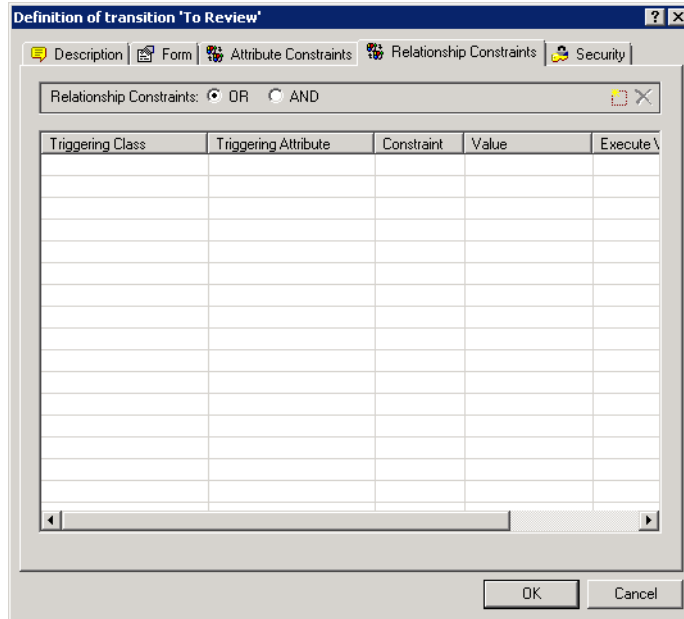 Definition of transition 'To Review'
Description Form Attribute Constraints Relationship Constraints Security
Relationship Constraints: OR AND
Triggering Class Triggering Attribute Constraint Value Execute
OK Cancel